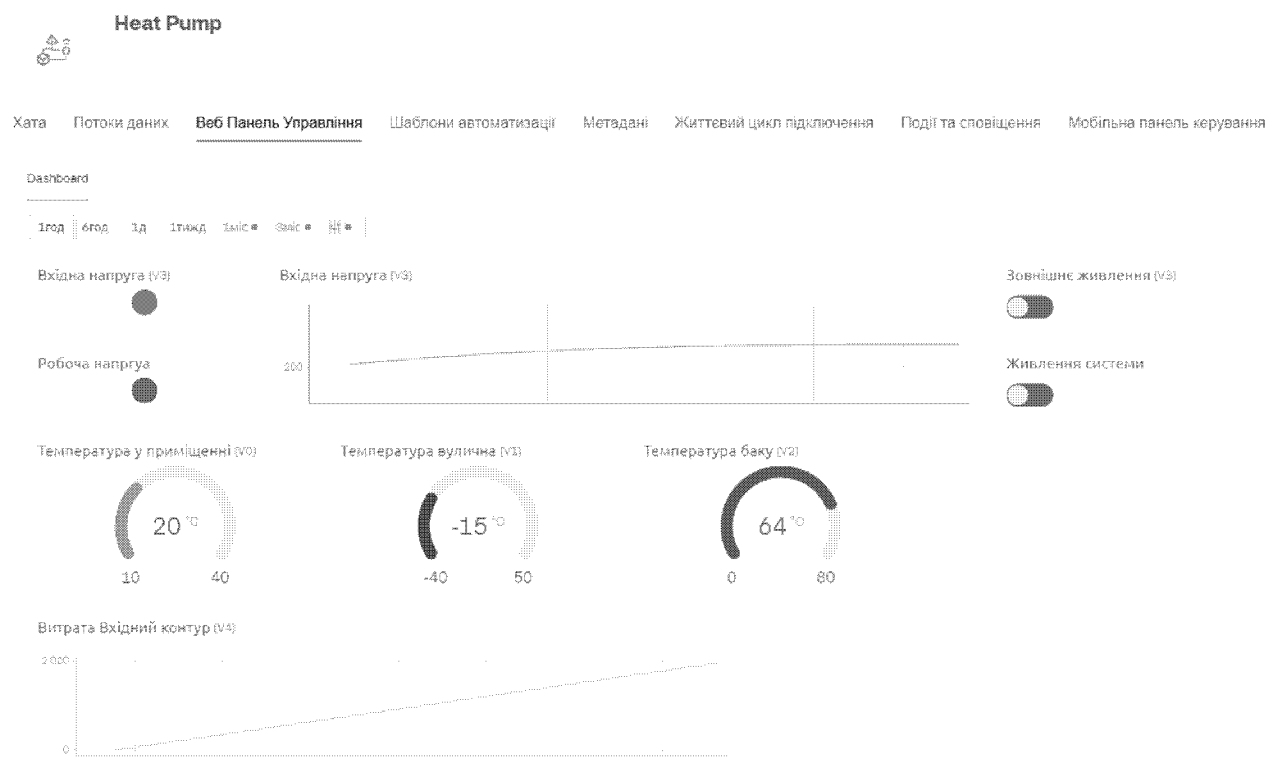 Heat Pump
Хата Потоки даних Веб Панель Управління Шаблони автоматизації Метадані Життєвий цикл підключення Події та сповіщення Мобільна панель керування
Dashboard
1год 6год 1д 1тижд 1міс 3міс
Вхідна напруга (V3) Вхідна напруга (V3) Зовнішнє живлення (V3)
200
Робоча напргуа Живлення системи
Температура у приміщенні (V0) Температура вулична (V1) Температура баку (V2)
20 °C -15 °C 64 °C
10 40 -40 50 0 80
Витрата Вхідний контур (V4)
2 000
0